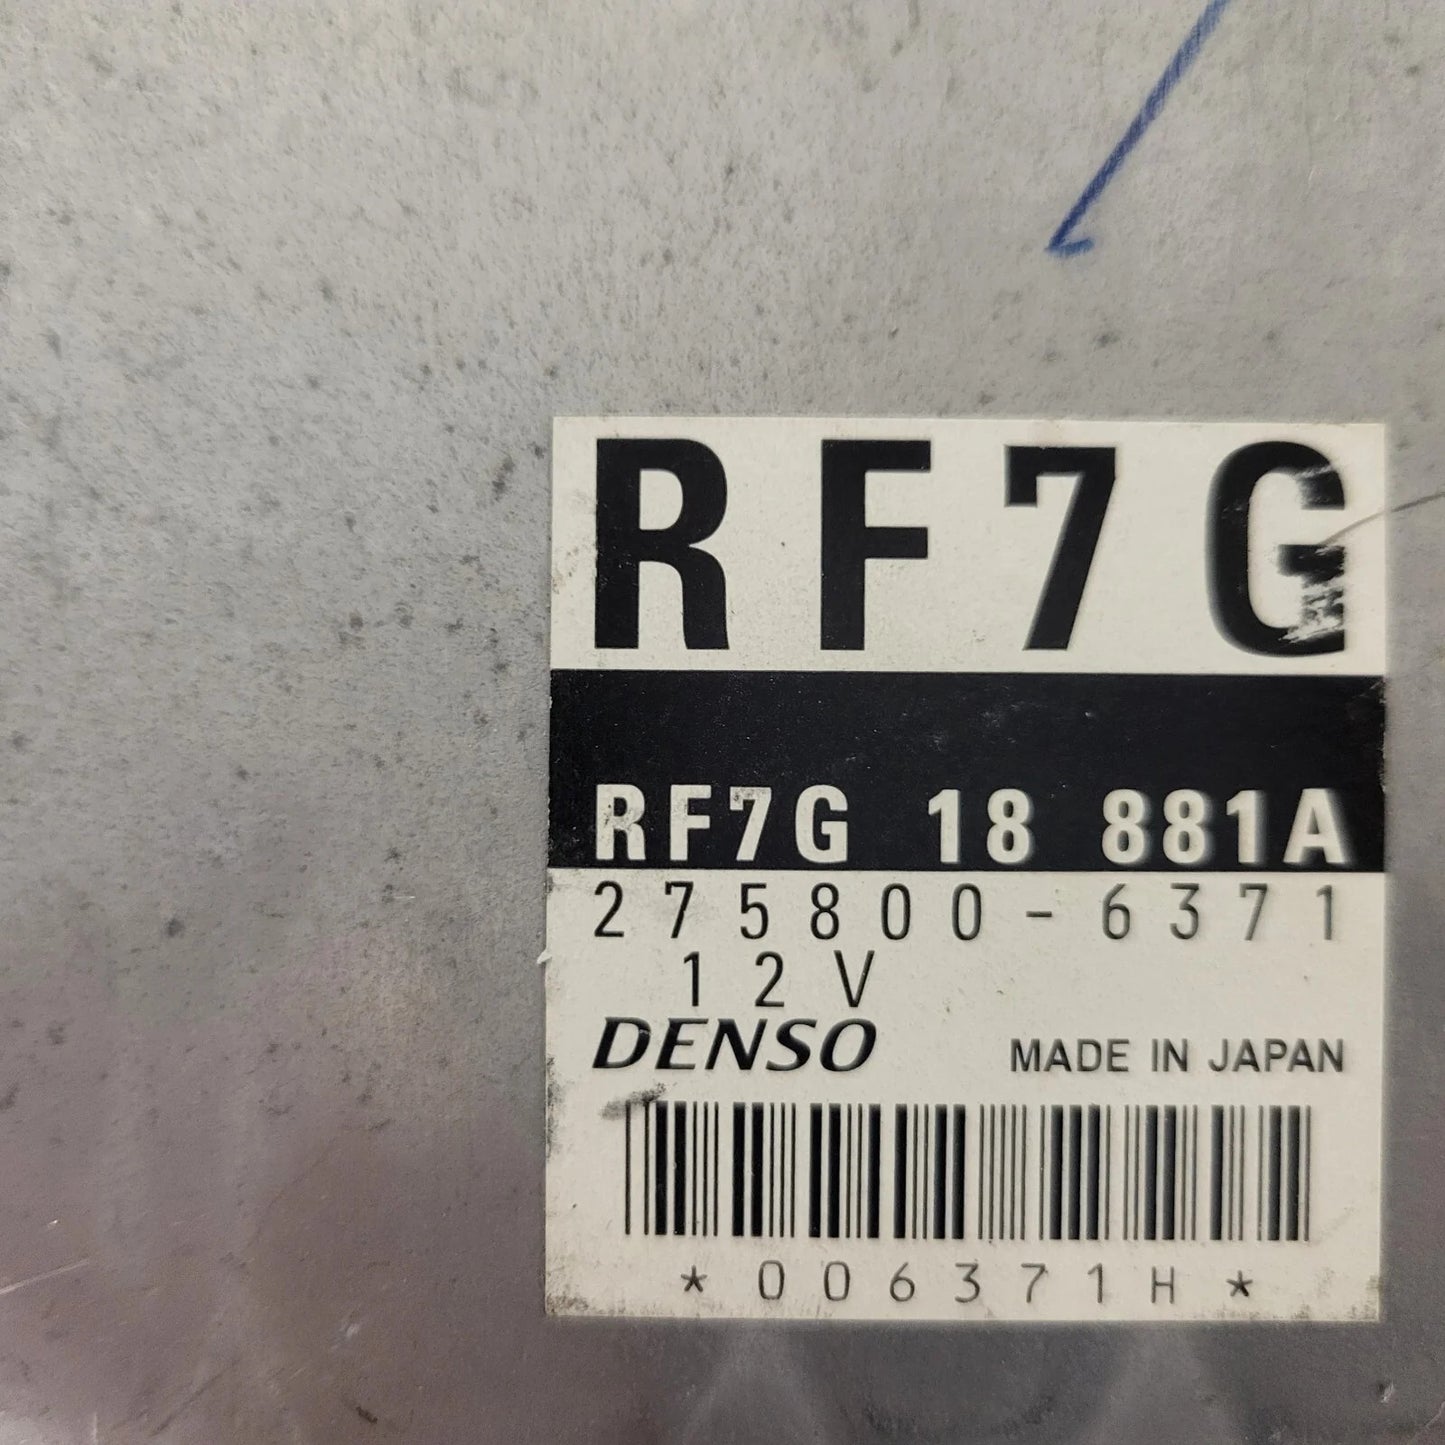 RF7G
RF7G 18 881A
275800-6371
12V
DENSO MADE IN JAPAN
*006371H*